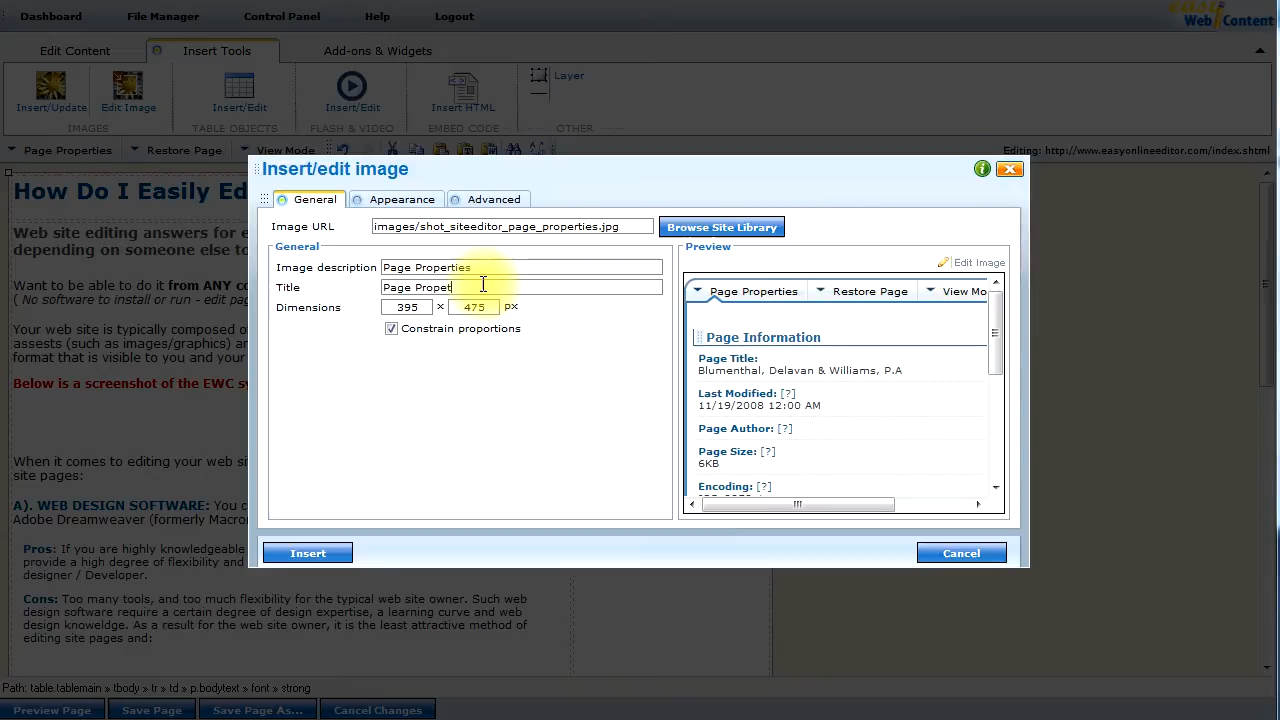 Dashboard File Manager Control Panel Help Logout
Web Content
Edit Content Insert Tools Add-ons & Widgets
Insert/Update Edit Image Insert/Edit Insert/Edit Insert HTML Layer
IMAGES TABLE OBJECTS FLASH & VIDEO EMBED CODE OTHER
Page Properties Restore Page View Mode Editing: http://www.easyonlineeditor.com/index.shtml
How Do I Easily Ed
Web site editing answers for e
depending on someone else to
Want to be able to do it from ANY co
( No software to install or run - edit pag
Your web site is typically composed of
assests (such as images/graphics) an
format that is visible to you and your
Below is a screenshot of the EWC sy
When it comes to editing your web sit
site pages:
A). WEB DESIGN SOFTWARE: You c
Adobe Dreamweaver (formerly Macron
Pros: If you are highly knowledgeable
provide a high degree of flexibility and
designer / Developer.
Cons: Too many tools, and too much flexibility for the typical web site owner. Such web
design software require a certain degree of design expertise, a learning curve and web
design knoweldge. As a result for the web site owner, it is the least attractive method of
editing site pages and:
Insert/edit image
General Appearance Advanced
Image URL images/shot_siteeditor_page_properties.jpg Browse Site Library
General
Image description Page Properties
Title Page Propet
Dimensions 395 x 475 px
Constrain proportions
Preview
Edit Image
Page Properties Restore Page View Mo
Page Information
Page Title:
Blumenthal, Delavan & Williams, P.A
Last Modified: [?]
11/19/2008 12:00 AM
Page Author: [?]
Page Size: [?]
6KB
Encoding: [?]
Insert Cancel
Path: table.tablemain » tbody » tr » td » p.bodytext » font » strong
Preview Page Save Page Save Page As... Cancel Changes